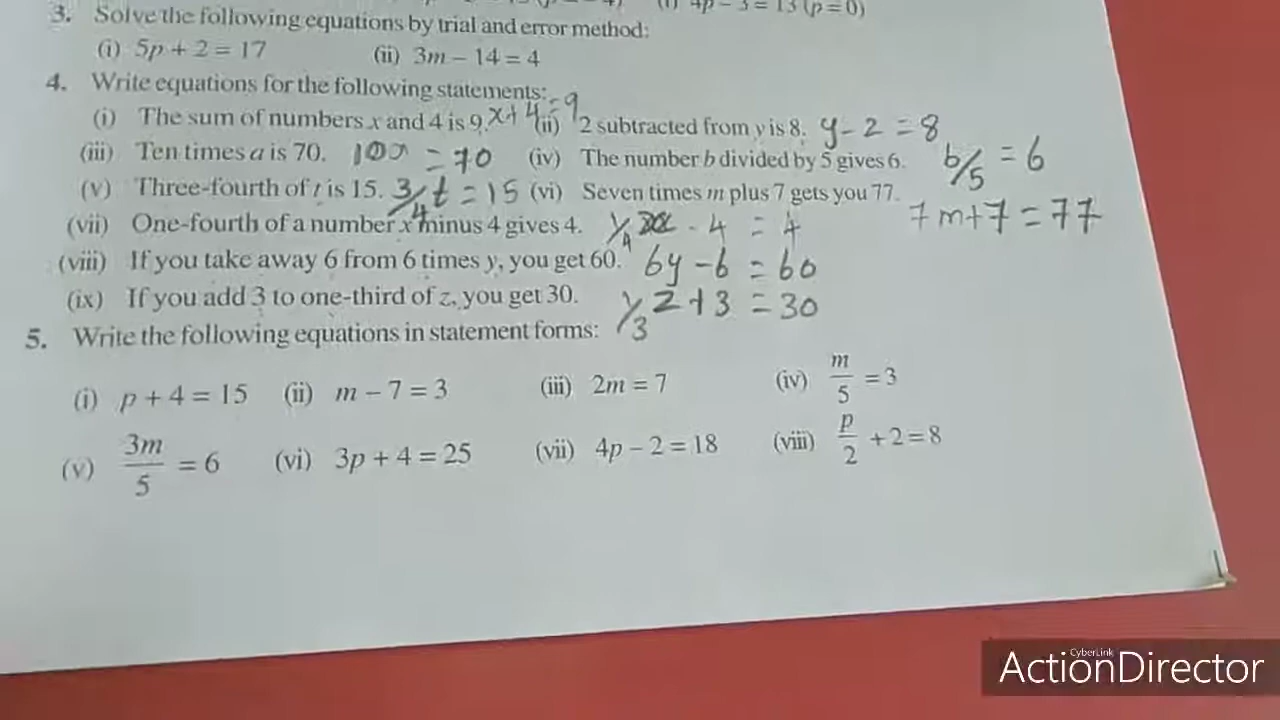 (f) 4p − 3 = 13 (p = 0)
3. Solve the following equations by trial and error method:
(i) 5p + 2 = 17 (ii) 3m − 14 = 4
4. Write equations for the following statements:
(i) The sum of numbers x and 4 is 9. x + 4 = 9 (ii) 2 subtracted from y is 8. y − 2 = 8
(iii) Ten times a is 70. = 70 (iv) The number b divided by 5 gives 6. b/5 = 6
(v) Three-fourth of t is 15. 3/4 t = 15 (vi) Seven times m plus 7 gets you 77. 7m+7 = 77
(vii) One-fourth of a number x minus 4 gives 4. 1/4 x - 4 = 4
(viii) If you take away 6 from 6 times y, you get 60. 6y − 6 = 60
(ix) If you add 3 to one-third of z, you get 30. 1/3 z + 3 = 30
5. Write the following equations in statement forms:
(i) p + 4 = 15 (ii) m − 7 = 3 (iii) 2m = 7 (iv) m/5 = 3
(v) 3m/5 = 6 (vi) 3p + 4 = 25 (vii) 4p − 2 = 18 (viii) p/2 + 2 = 8
CyberLink
ActionDirector